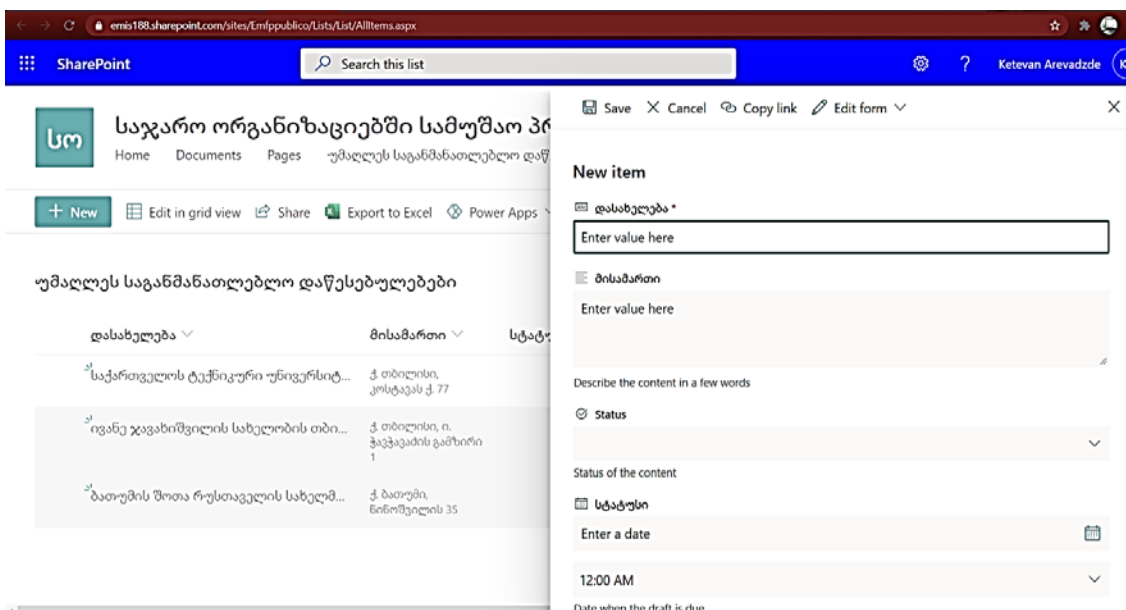 emis188.sharepoint.com/sites/Emfppublico/Lists/List/AllItems.aspx
SharePoint
Search this list
Ketevan Arevadzde
K
სო
საჯარო ორგანიზაციებში სამუშაო პრ
Home Documents Pages უმაღლეს საგანმანათლებლო დაწ
+ New Edit in grid view Share Export to Excel Power Apps
უმაღლეს საგანმანათლებლო დაწესებულებები
დასახელება მისამართი სტატუ
საქართველოს ტექნიკური უნივერსიტ... ქ. თბილისი,
კოსტავას ქ. 77
ივანე ჯავახიშვილის სახელობის თბი... ქ. თბილისი, ი.
ჭავჭავაძის გამზირი
1
ბათუმის შოთა რუსთაველის სახელმ... ქ. ბათუმი,
ნინოშვილის 35
Save Cancel Copy link Edit form
New item
დასახელება *
Enter value here
მისამართი
Enter value here
Describe the content in a few words
Status
Status of the content
სტატუსი
Enter a date
12:00 AM
Date when the draft is due